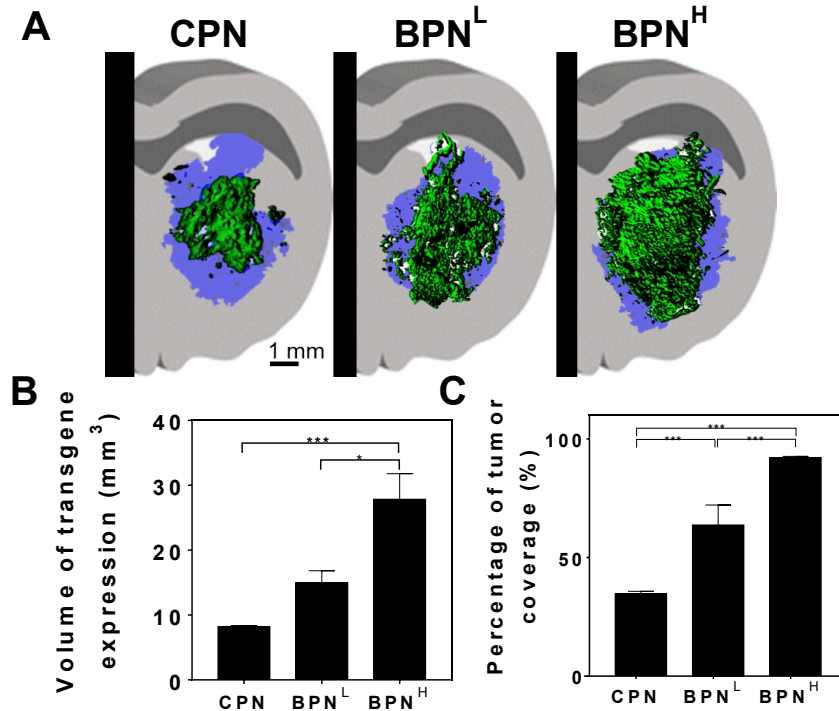 A
CPN BPN^L BPN^H
1 mm
B
Volume of transgene
expression (mm^3)
40
30
20
10
0
***
*
CPN BPN^L BPN^H
C
Percentage of tumor
coverage (%)
100
50
0
***
*** ***
CPN BPN^L BPN^H